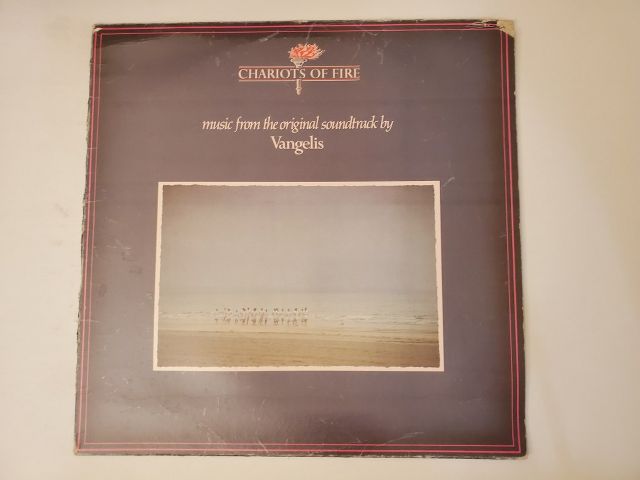 CHARIOTS OF FIRE
music from the original soundtrack by
Vangelis